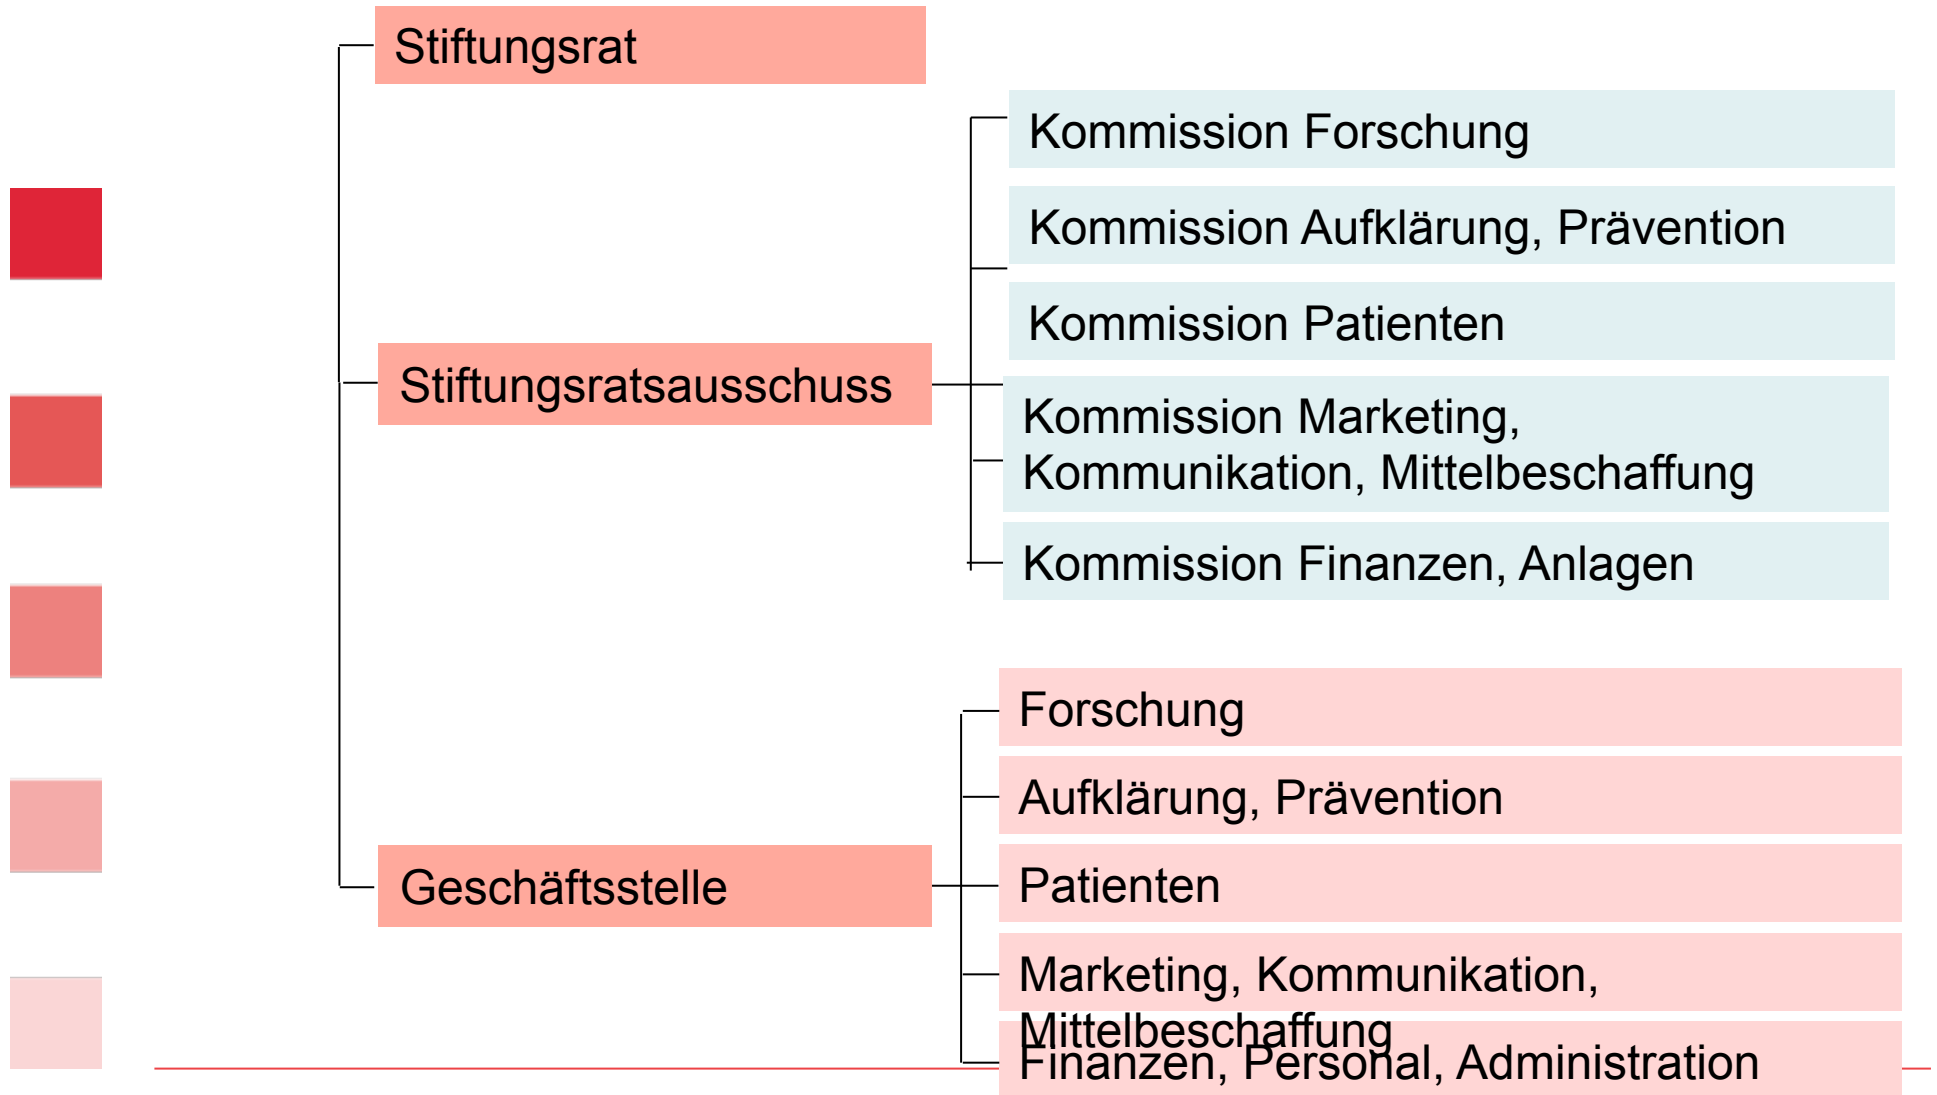 Stiftungsrat
Kommission Forschung
Kommission Aufklärung, Prävention
Kommission Patienten
Stiftungsratsausschuss
Kommission Marketing,
Kommunikation, Mittelbeschaffung
Kommission Finanzen, Anlagen
Forschung
Aufklärung, Prävention
Patienten
Geschäftsstelle
Marketing, Kommunikation,
Mittelbeschaffung
Finanzen, Personal, Administration